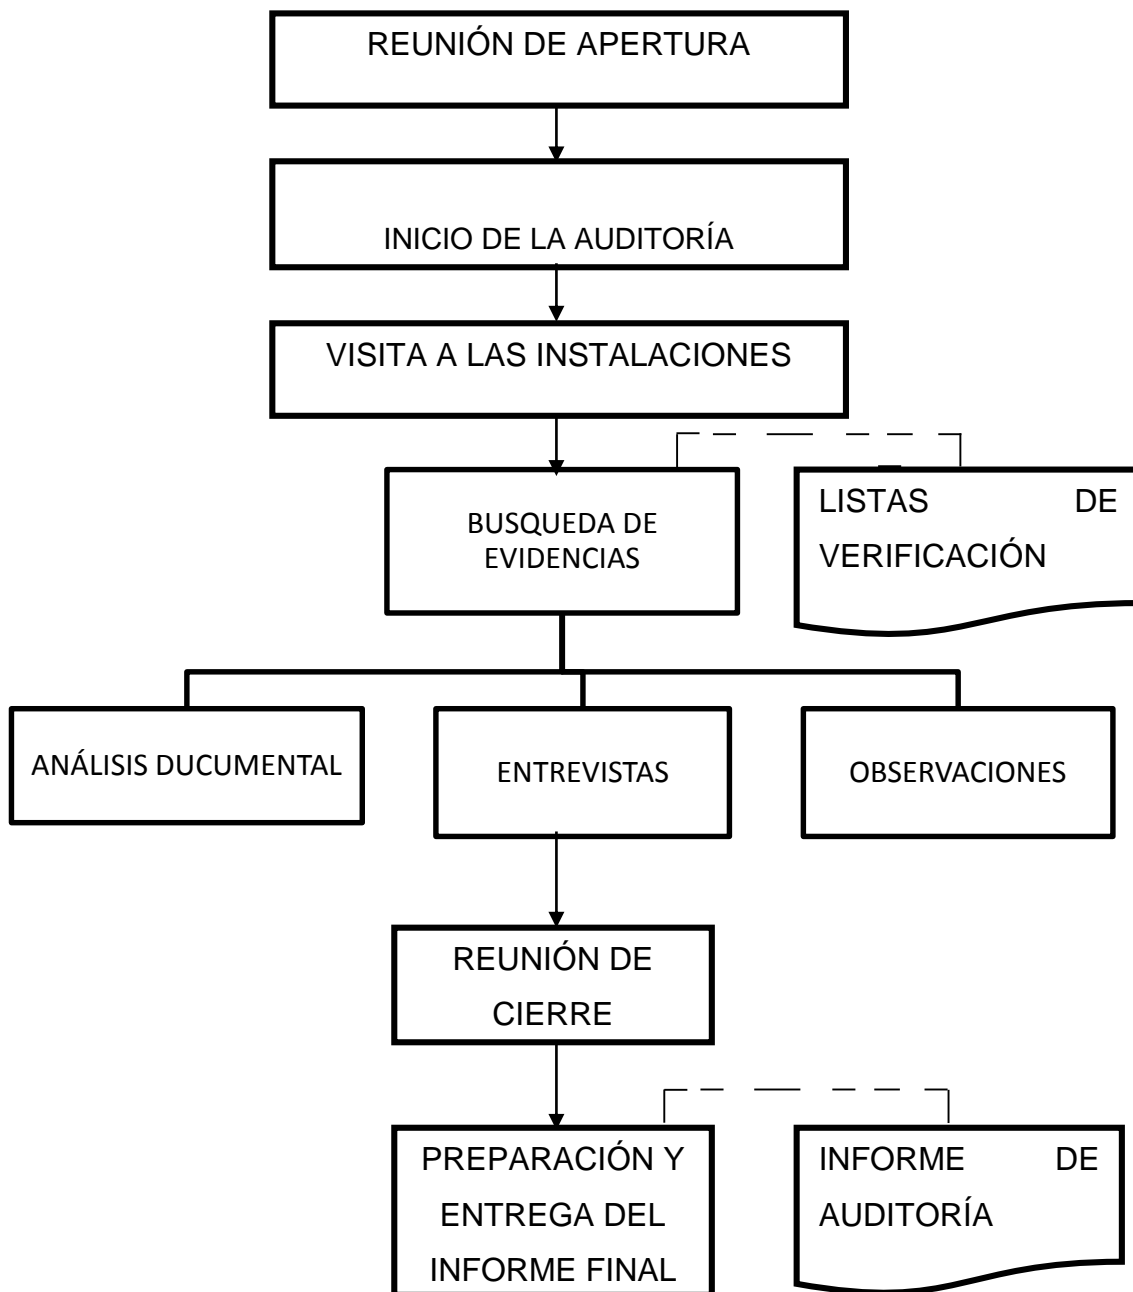 REUNIÓN DE APERTURA
INICIO DE LA AUDITORÍA
VISITA A LAS INSTALACIONES
BUSQUEDA DE
EVIDENCIAS
LISTAS DE
VERIFICACIÓN
ANÁLISIS DUCUMENTAL
ENTREVISTAS
OBSERVACIONES
REUNIÓN DE
CIERRE
PREPARACIÓN Y
ENTREGA DEL
INFORME FINAL
INFORME DE
AUDITORÍA